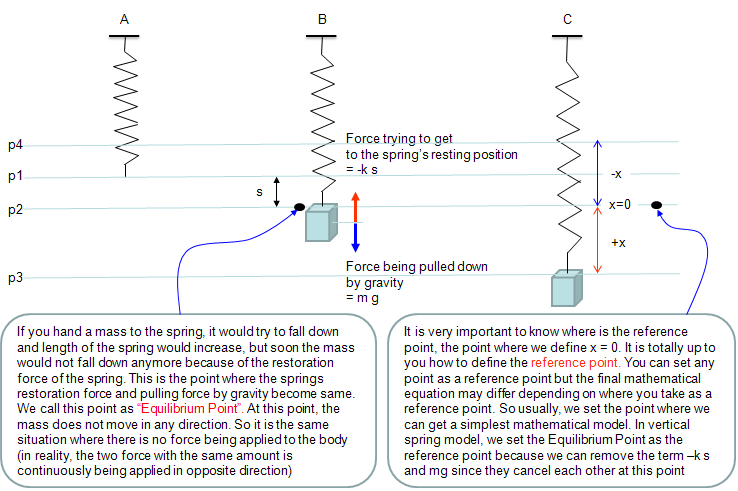 A
B
C
p4
p1
p2
p3
s
Force trying to get
to the spring's resting position
= -k s
Force being pulled down
by gravity
= m g
-x
x=0
+x
If you hand a mass to the spring, it would try to fall down
and length of the spring would increase, but soon the mass
would not fall down anymore because of the restoration
force of the spring. This is the point where the springs
restoration force and pulling force by gravity become same.
We call this point as “Equilibrium Point”. At this point, the
mass does not move in any direction. So it is the same
situation where there is no force being applied to the body
(in reality, the two force with the same amount is
continuously being applied in opposite direction)
It is very important to know where is the reference
point, the point where we define x = 0. It is totally up to
you how to define the reference point. You can set any
point as a reference point but the final mathematical
equation may differ depending on where you take as a
reference point. So usually, we set the point where we
can get a simplest mathematical model. In vertical
spring model, we set the Equilibrium Point as the
reference point because we can remove the term –k s
and mg since they cancel each other at this point